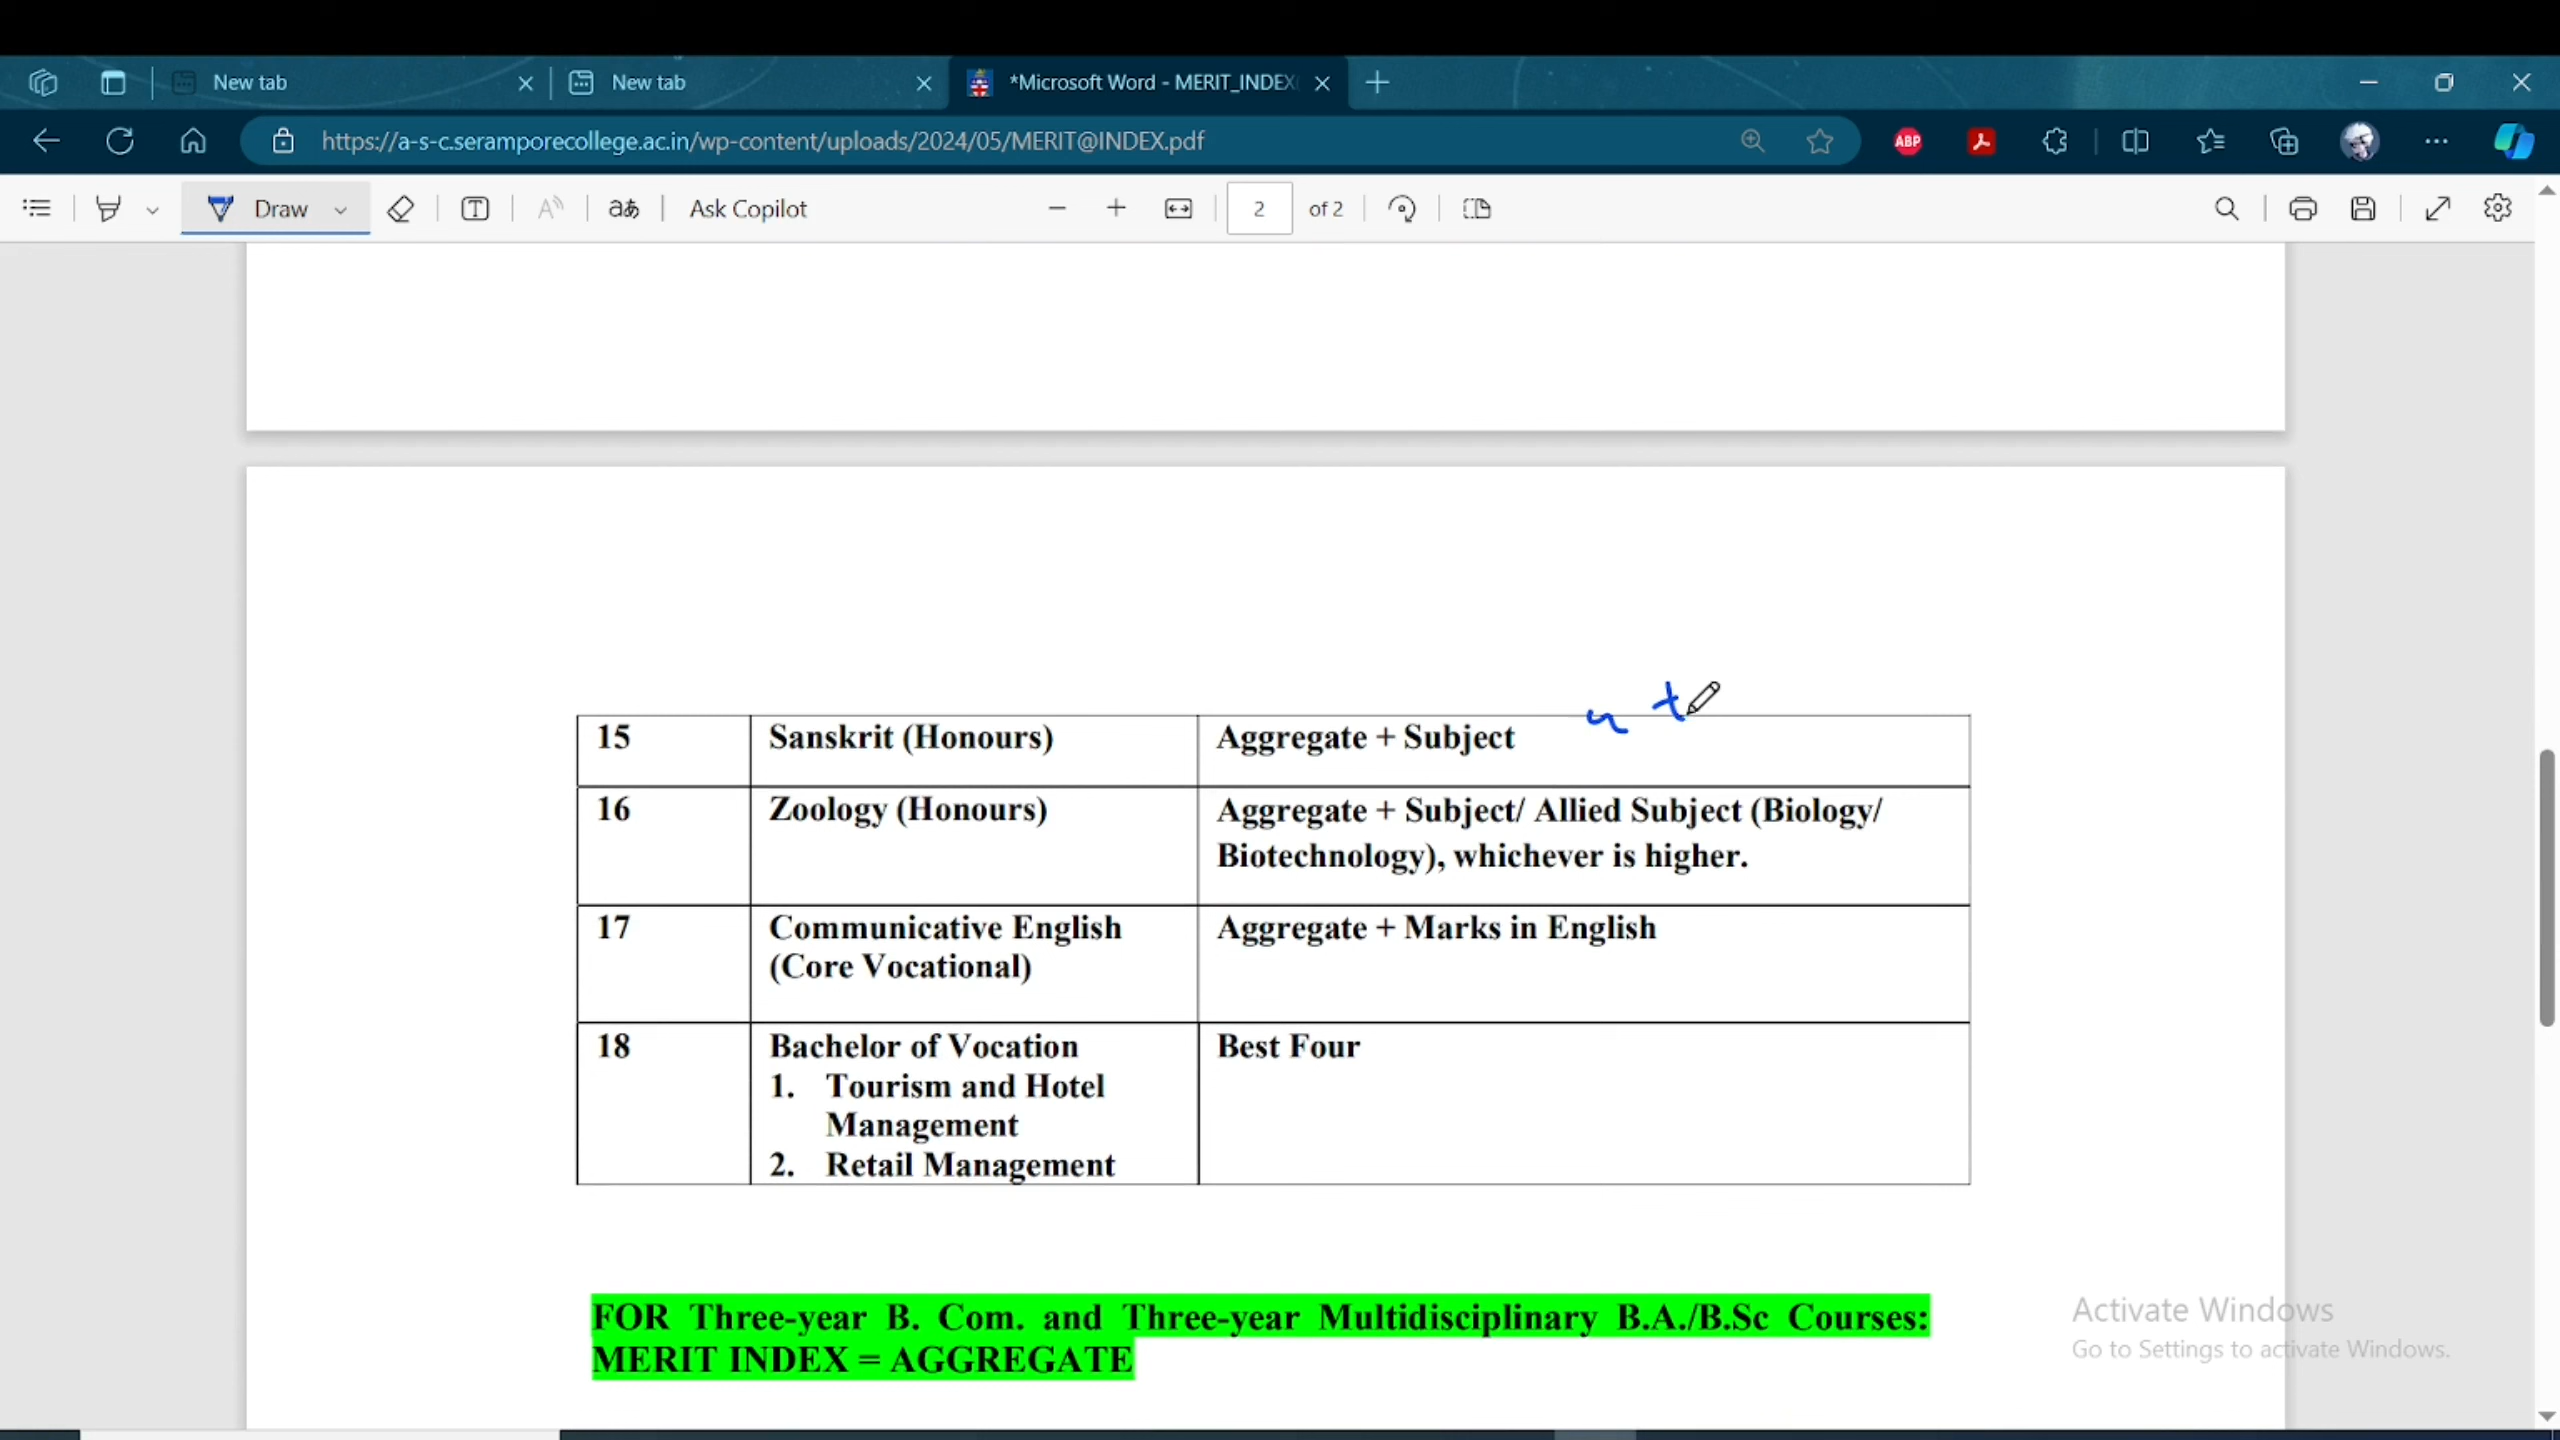 New tab
New tab
*Microsoft Word - MERIT_INDEX
https://a-s-c.seramporecollege.ac.in/wp-content/uploads/2024/05/MERIT@INDEX.pdf
ABP
Draw
aあ
Ask Copilot
2 of 2
15 Sanskrit (Honours) Aggregate + Subject
16 Zoology (Honours) Aggregate + Subject/ Allied Subject (Biology/
Biotechnology), whichever is higher.
17 Communicative English Aggregate + Marks in English
(Core Vocational)
18 Bachelor of Vocation Best Four
1. Tourism and Hotel
Management
2. Retail Management
FOR Three-year B. Com. and Three-year Multidisciplinary B.A./B.Sc Courses:
MERIT INDEX = AGGREGATE
Activate Windows
Go to Settings to activate Windows.